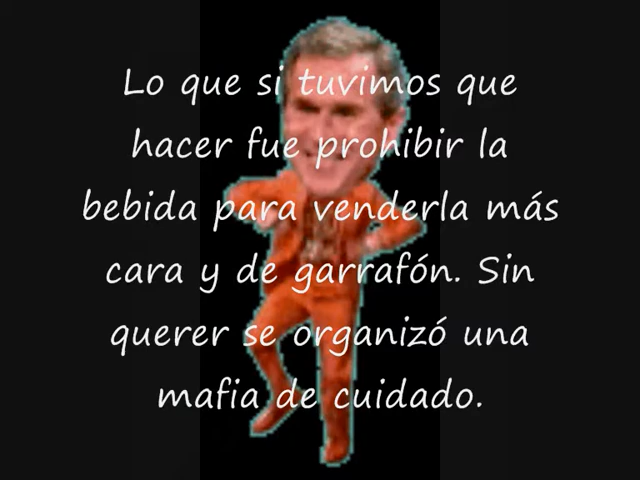 Lo que si tuvimos que
hacer fue prohibir la
bebida para venderla más
cara y de garrafón. Sin
querer se organizó una
mafia de cuidado.